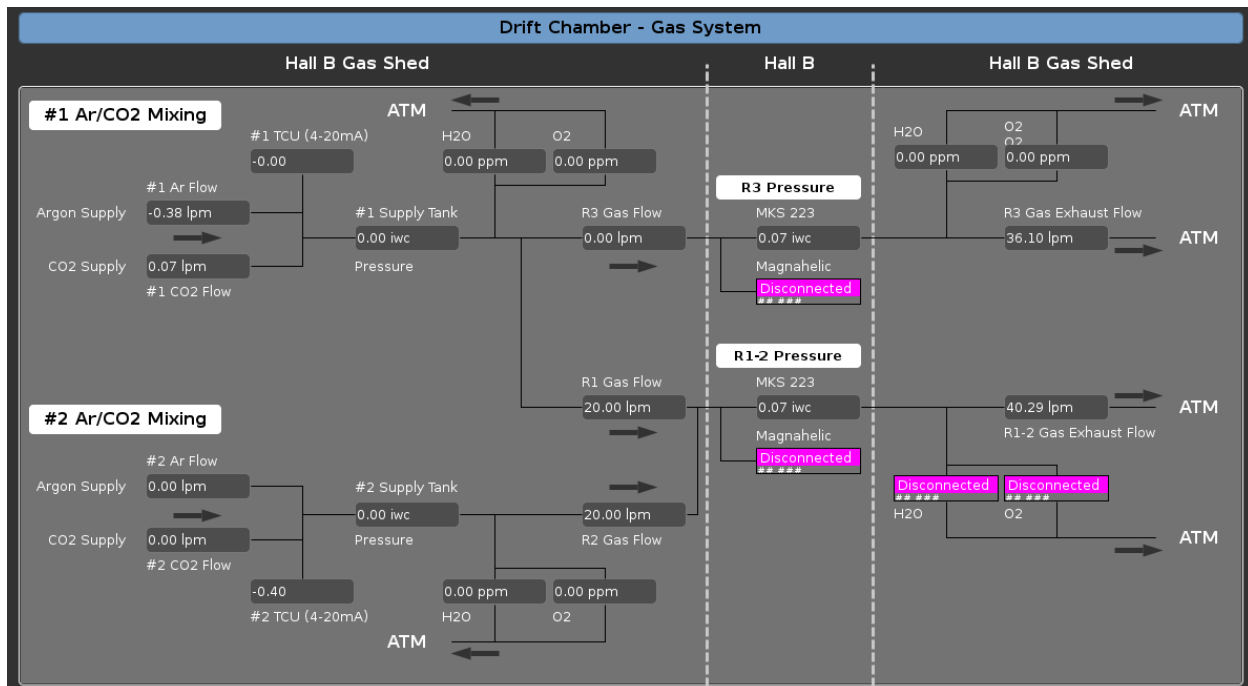 Drift Chamber - Gas System
Hall B Gas Shed
Hall B
Hall B Gas Shed
#1 Ar/CO2 Mixing
ATM
#1 TCU (4-20mA)
-0.00
H2O
0.00 ppm
O2
0.00 ppm
#1 Ar Flow
Argon Supply
-0.38 lpm
CO2 Supply
0.07 lpm
#1 CO2 Flow
#1 Supply Tank
0.00 iwc
Pressure
R3 Gas Flow
0.00 lpm
R3 Pressure
MKS 223
0.07 iwc
Magnahelic
Disconnected
## ###
H2O
0.00 ppm
O2
O2
0.00 ppm
ATM
R3 Gas Exhaust Flow
36.10 lpm
ATM
R1 Gas Flow
20.00 lpm
R1-2 Pressure
MKS 223
0.07 iwc
Magnahelic
Disconnected
## ###
40.29 lpm
ATM
R1-2 Gas Exhaust Flow
Disconnected
## ###
H2O
Disconnected
## ###
O2
ATM
#2 Ar/CO2 Mixing
#2 Ar Flow
Argon Supply
0.00 lpm
CO2 Supply
0.00 lpm
#2 CO2 Flow
#2 Supply Tank
0.00 iwc
Pressure
20.00 lpm
R2 Gas Flow
-0.40
#2 TCU (4-20mA)
0.00 ppm
H2O
0.00 ppm
O2
ATM